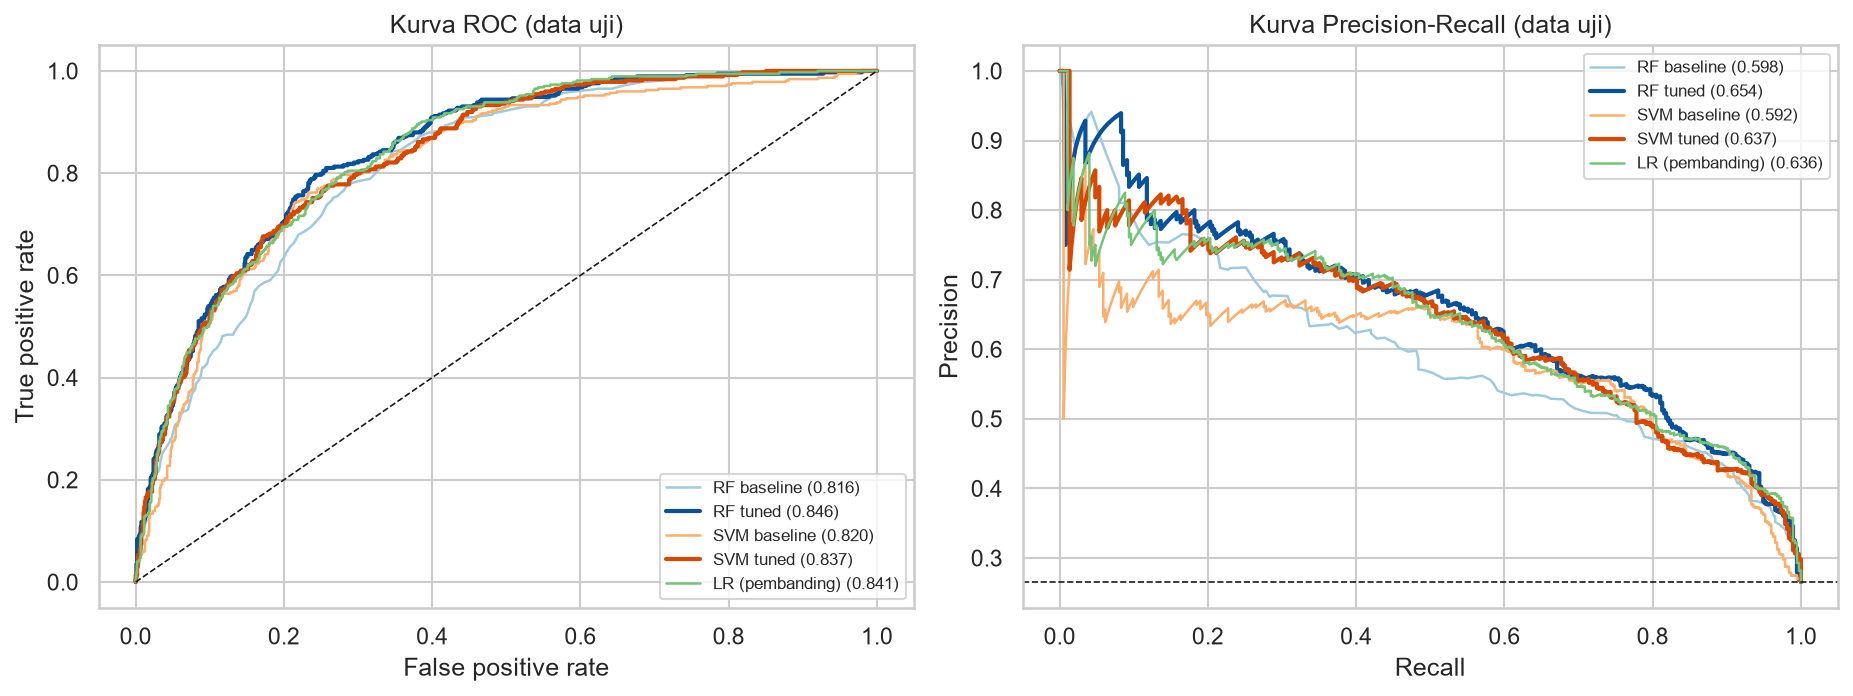 Kurva ROC (data uji)
True positive rate
1.0
0.8
0.6
0.4
0.2
0.0
RF baseline (0.816)
RF tuned (0.846)
SVM baseline (0.820)
SVM tuned (0.837)
LR (pembanding) (0.841)
0.0 0.2 0.4 0.6 0.8 1.0
False positive rate
Kurva Precision-Recall (data uji)
Precision
1.0
0.9
0.8
0.7
0.6
0.5
0.4
0.3
RF baseline (0.598)
RF tuned (0.654)
SVM baseline (0.592)
SVM tuned (0.637)
LR (pembanding) (0.636)
0.0 0.2 0.4 0.6 0.8 1.0
Recall